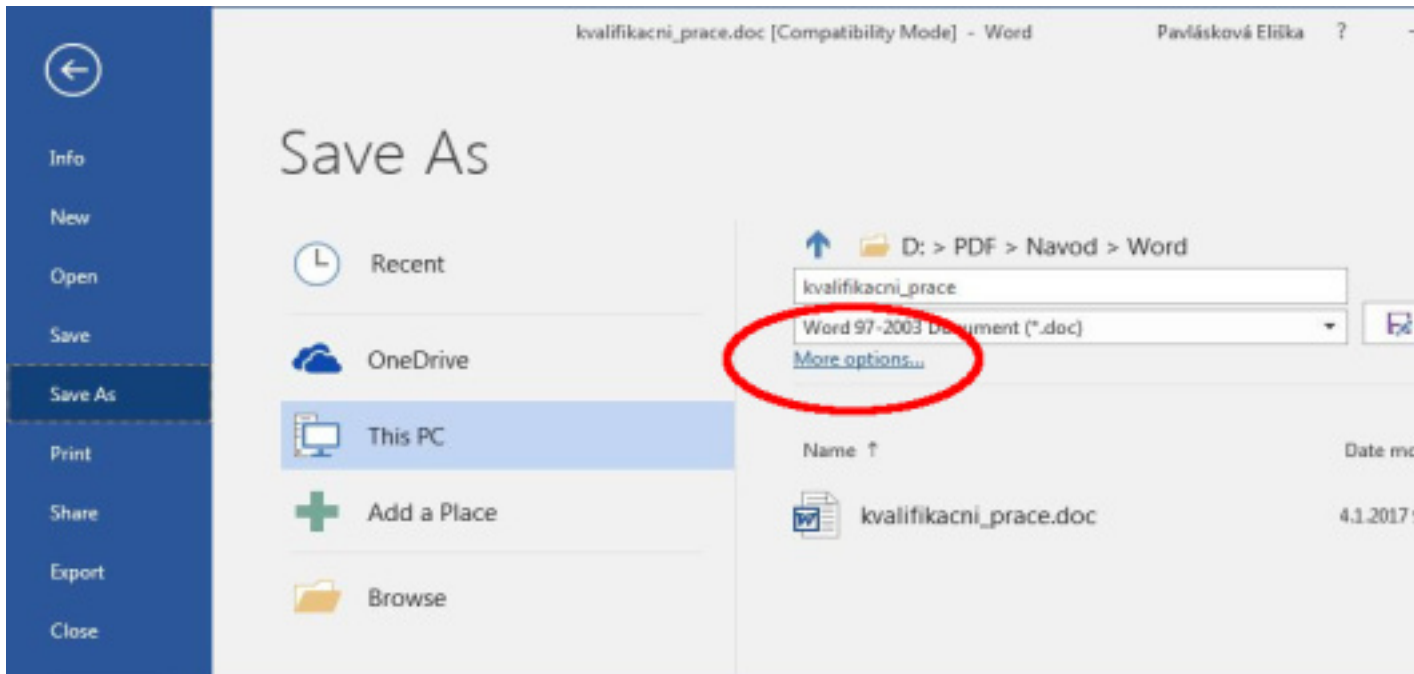 kvalifikacni_prace.doc [Compatibility Mode] - Word
Pavlásková Eliška
?
Info
New
Open
Save
Save As
Print
Share
Export
Close
Save As
Recent
OneDrive
This PC
Add a Place
Browse
D: > PDF > Navod > Word
kvalifikacni_prace
Word 97-2003 Document (*.doc)
More options...
Name ↑
Date mo
kvalifikacni_prace.doc
4.1.2017